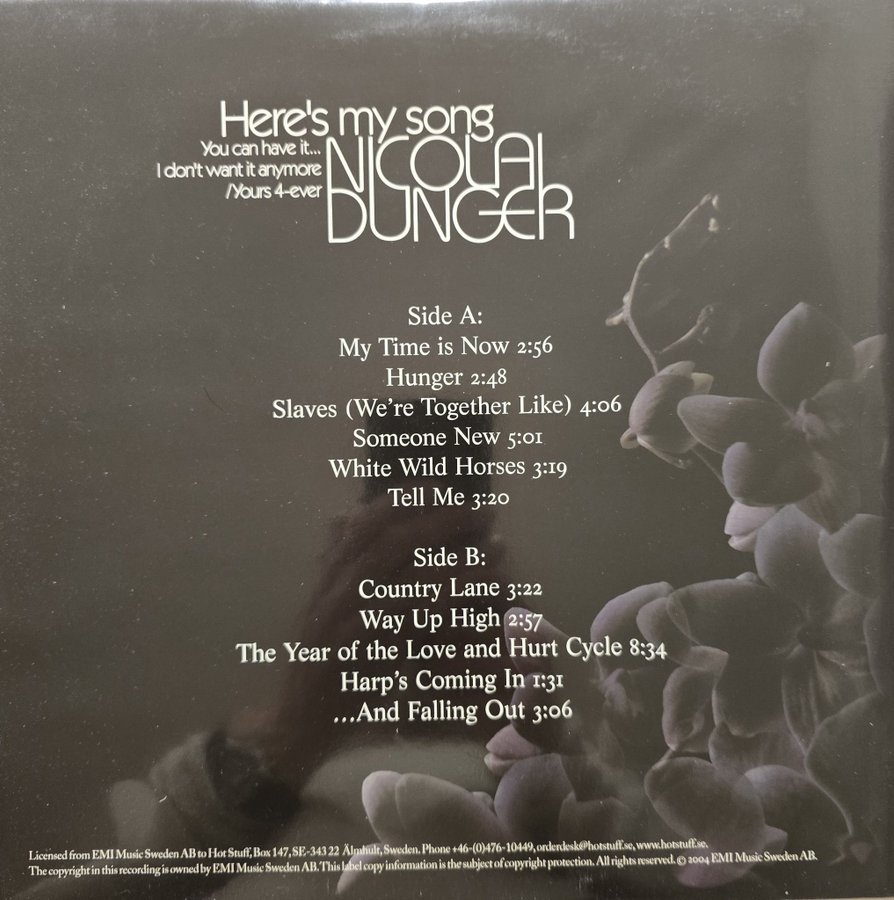 Here's my song
You can have it...
I don't want it anymore
/Yours 4-ever
NICOLAI
DUNGER
Side A:
My Time is Now 2:56
Hunger 2:48
Slaves (We're Together Like) 4:06
Someone New 5:01
White Wild Horses 3:19
Tell Me 3:20
Side B:
Country Lane 3:22
Way Up High 2:57
The Year of the Love and Hurt Cycle 8:34
Harp's Coming In 1:31
...And Falling Out 3:06
Licensed from EMI Music Sweden AB to Hot Stuff, Box 147, SE-343 22 Älmhult, Sweden. Phone +46-(0)476-10449, orderdesk@hotstuff.se, www.hotstuff.se.
The copyright in this recording is owned by EMI Music Sweden AB. This label copy information is the subject of copyright protection. All rights reserved. © 2004 EMI Music Sweden AB.